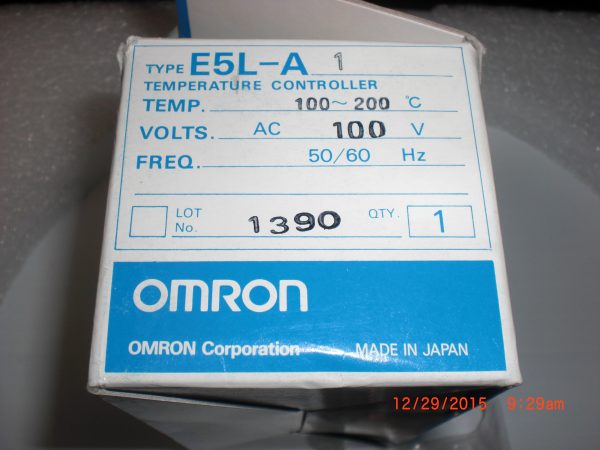 TYPE E5L-A 1
TEMPERATURE CONTROLLER
TEMP. 100~200 °C
VOLTS. AC 100 V
FREQ. 50/60 Hz
LOT No. 1390 QTY. 1
OMRON
OMRON Corporation MADE IN JAPAN
12/29/2015 9:29am